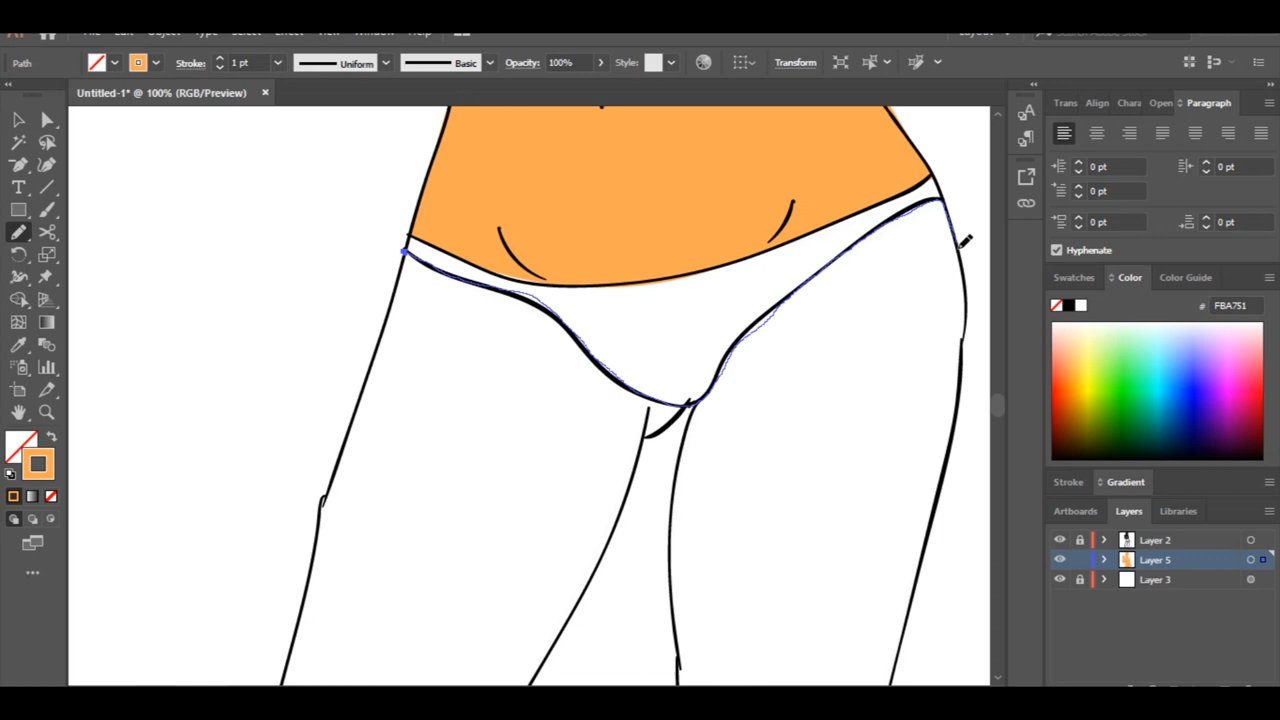 Path
Stroke:
1 pt
Uniform
Basic
Opacity:
100%
Style:
Transform
Untitled-1* @ 100% (RGB/Preview)
×
Trans
Align
Chara
Open
Paragraph
0 pt
0 pt
0 pt
0 pt
0 pt
Hyphenate
Swatches
Color
Color Guide
# FBA751
Stroke
Gradient
Artboards
Layers
Libraries
Layer 2
Layer 5
Layer 3